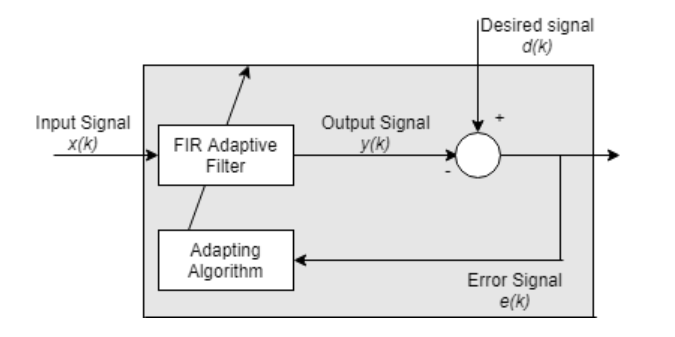 Desired signal
d(k)
+
Input Signal
x(k)
FIR Adaptive
Filter
Output Signal
y(k)
-
Adapting
Algorithm
Error Signal
e(k)